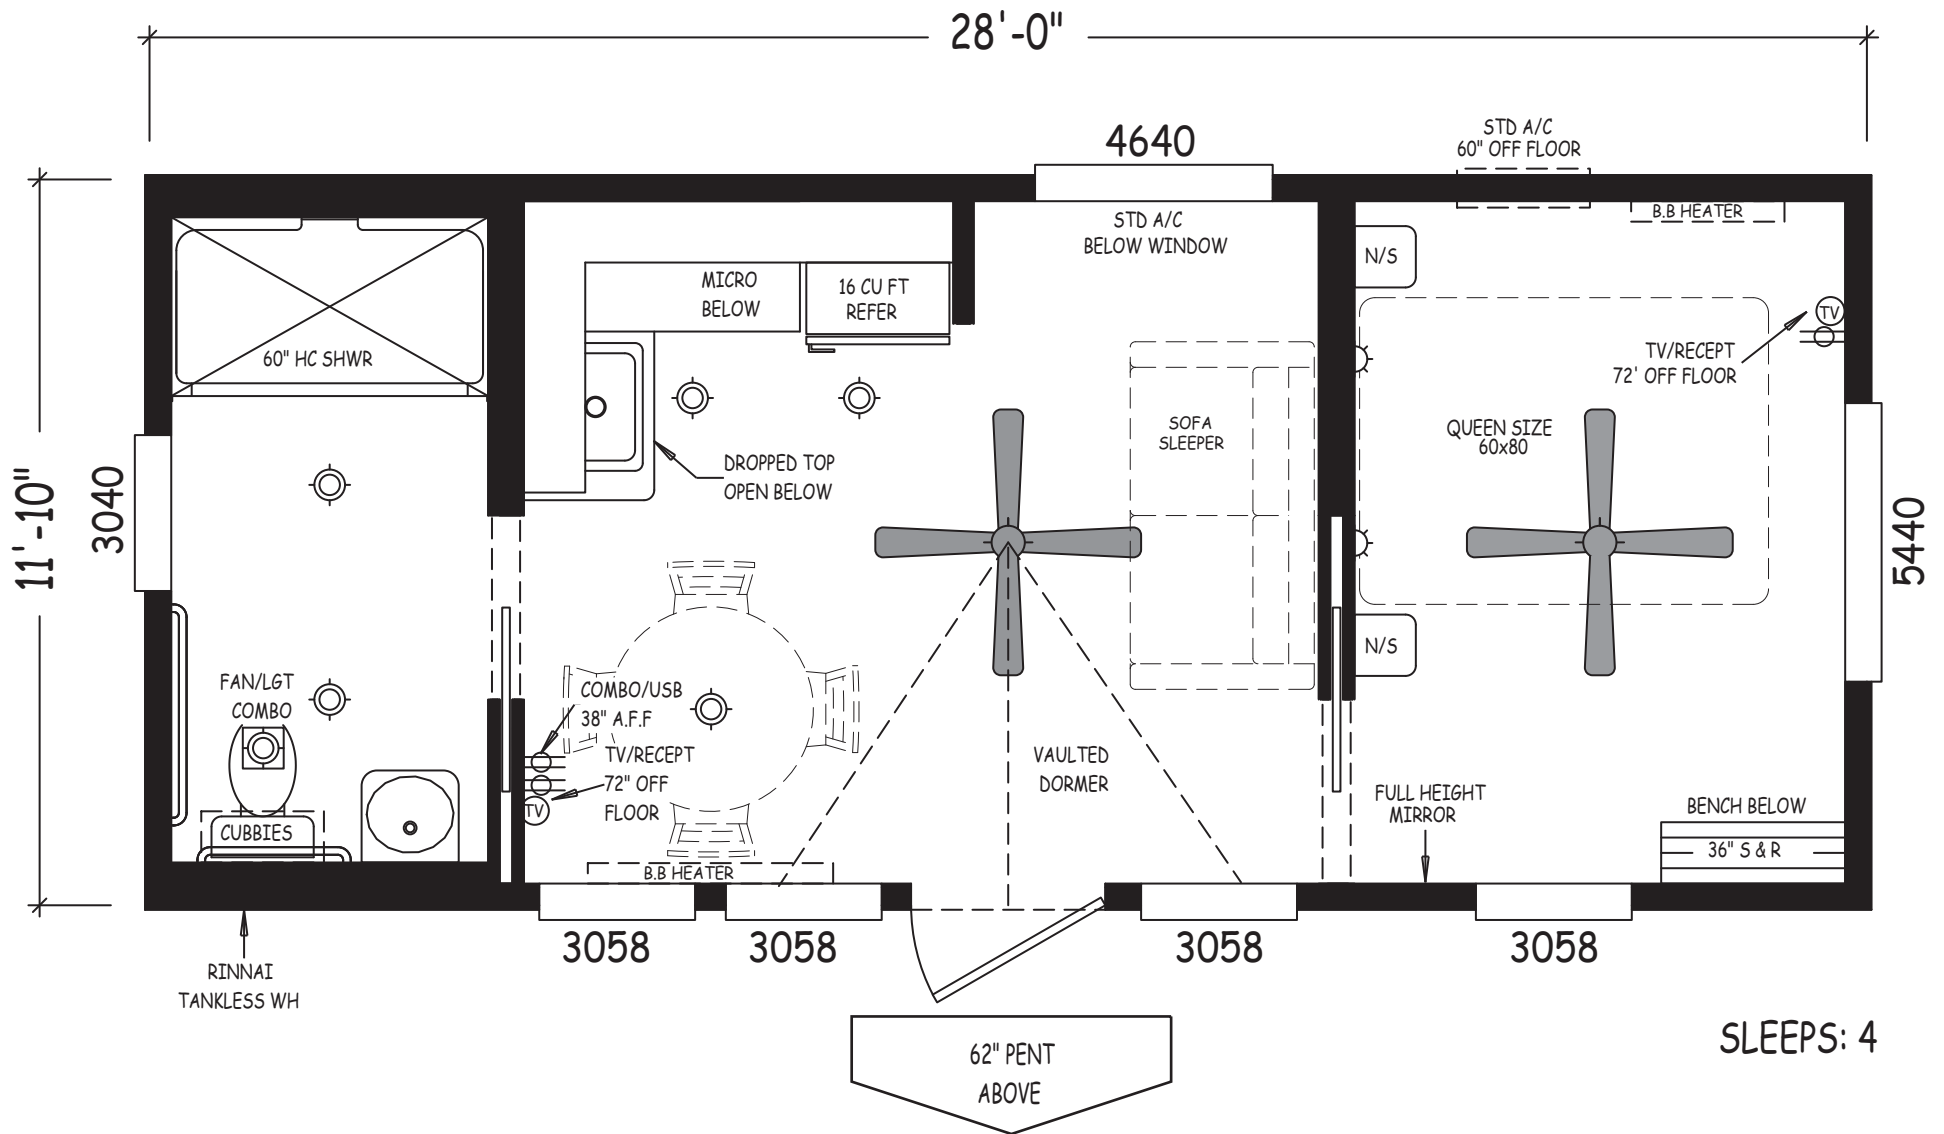 28'-0"
4640
STD A/C
60" OFF FLOOR
11'-10"
3040
5440
STD A/C
BELOW WINDOW
B.B HEATER
N/S
MICRO
BELOW
16 CU FT
REFER
TV
TV/RECEPT
72' OFF FLOOR
60" HC SHWR
SOFA
SLEEPER
QUEEN SIZE
60x80
DROPPED TOP
OPEN BELOW
N/S
FAN/LGT
COMBO
COMBO/USB
38" A.F.F
TV/RECEPT
72" OFF
FLOOR
TV
VAULTED
DORMER
FULL HEIGHT
MIRROR
BENCH BELOW
36" S & R
CUBBIES
B.B HEATER
3058
3058
3058
3058
RINNAI
TANKLESS WH
62" PENT
ABOVE
SLEEPS: 4